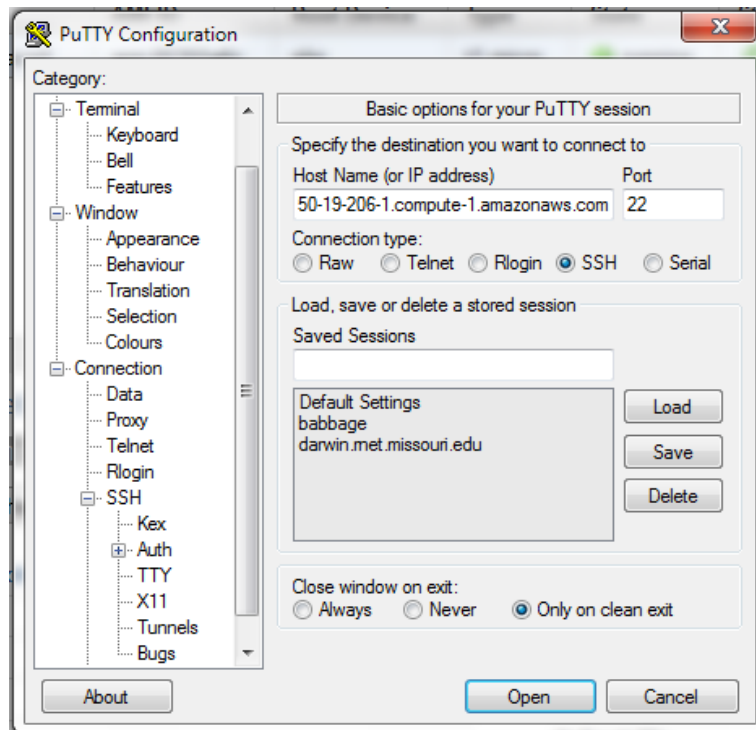 PuTTY Configuration
Category:
Terminal
Keyboard
Bell
Features
Window
Appearance
Behaviour
Translation
Selection
Colours
Connection
Data
Proxy
Telnet
Rlogin
SSH
Kex
Auth
TTY
X11
Tunnels
Bugs
Basic options for your PuTTY session
Specify the destination you want to connect to
Host Name (or IP address) Port
50-19-206-1.compute-1.amazonaws.com 22
Connection type:
Raw Telnet Rlogin SSH Serial
Load, save or delete a stored session
Saved Sessions
Default Settings
babbage
darwin.rnet.missouri.edu
Load
Save
Delete
Close window on exit:
Always Never Only on clean exit
About Open Cancel